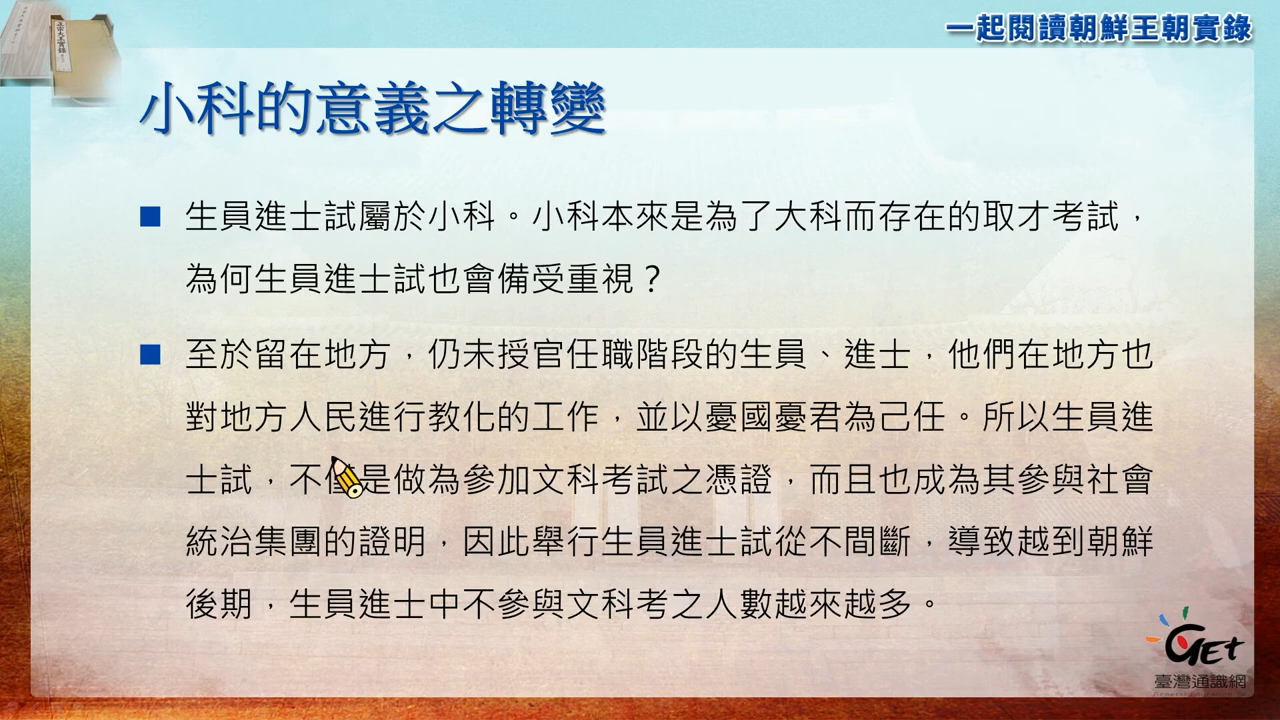 一起閱讀朝鮮王朝實錄
小科的意義之轉變
■ 生員進士試屬於小科。小科本來是為了大科而存在的取才考試，
為何生員進士試也會備受重視？
■ 至於留在地方，仍未授官任職階段的生員、進士，他們在地方也
對地方人民進行教化的工作，並以憂國憂君為己任。所以生員進
士試，不是做為參加文科考試之憑證，而且也成為其參與社會
統治集團的證明，因此舉行生員進士試從不間斷，導致越到朝鮮
後期，生員進士中不參與文科考之人數越來越多。
GET
臺灣通識網